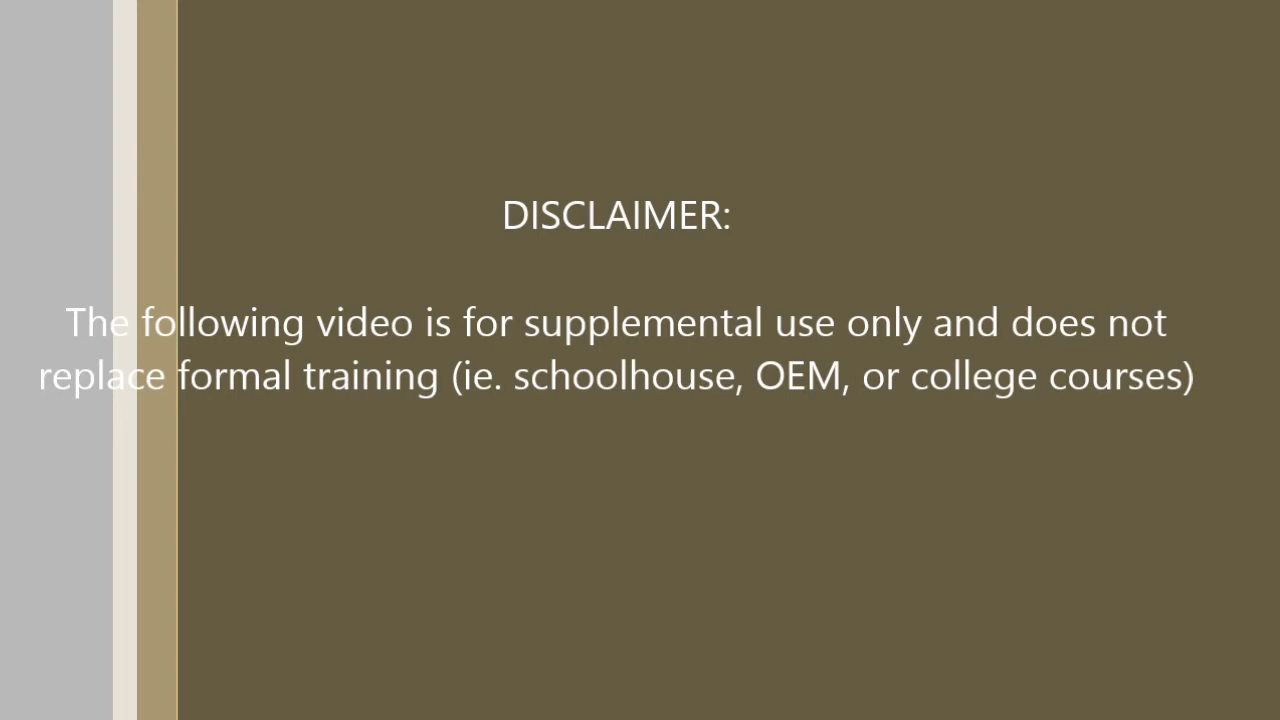 DISCLAIMER:
The following video is for supplemental use only and does not
replace formal training (ie. schoolhouse, OEM, or college courses)